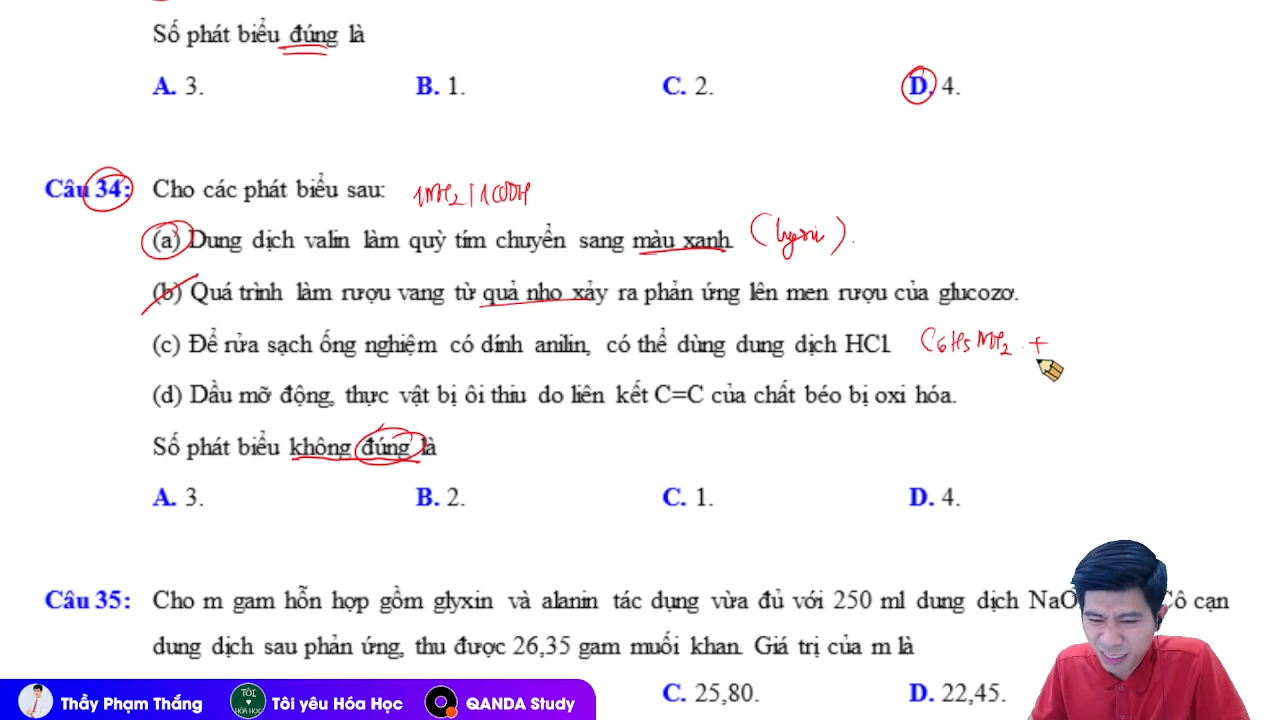 Số phát biểu đúng là
A. 3. B. 1. C. 2. D. 4.
Câu 34: Cho các phát biểu sau: 1NH2 | 1COOH
(a) Dung dịch valin làm quỳ tím chuyển sang màu xanh (lysin).
(b) Quá trình làm rượu vang từ quả nho xảy ra phản ứng lên men rượu của glucozơ.
(c) Để rửa sạch ống nghiệm có dính anilin, có thể dùng dung dịch HCl C6H5NH2 +
(d) Dầu mỡ động, thực vật bị ôi thiu do liên kết C=C của chất béo bị oxi hóa.
Số phát biểu không đúng là
A. 3. B. 2. C. 1. D. 4.
Câu 35: Cho m gam hỗn hợp gồm glyxin và alanin tác dụng vừa đủ với 250 ml dung dịch Cô cạn
dung dịch sau phản ứng, thu được 26,35 gam muối khan. Giá trị của m là
C. 25,80. D. 22,45.
Thầy Phạm Thắng TÔI YÊU HÓA HỌC Tôi yêu Hóa Học QANDA Study